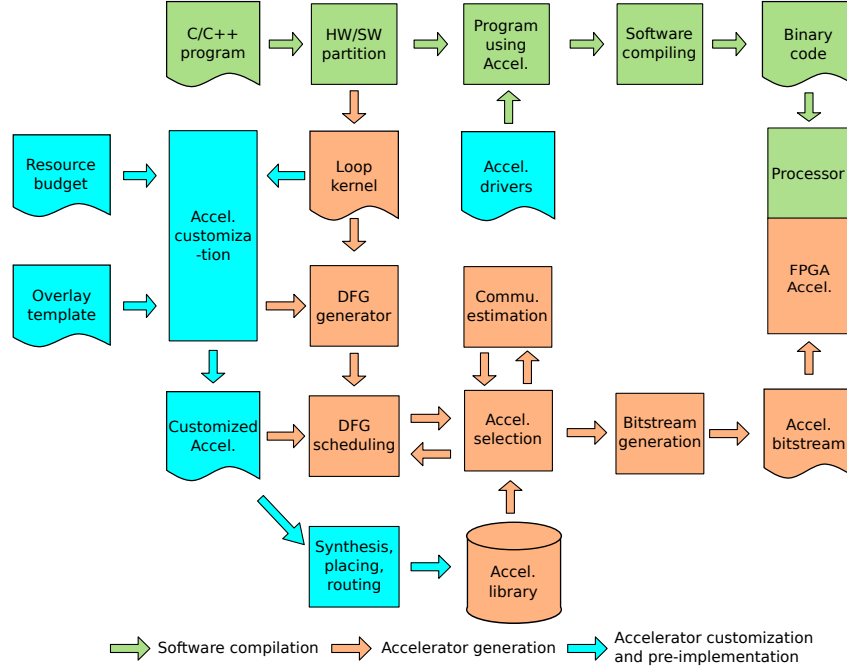 C/C++
program
HW/SW
partition
Program
using
Accel.
Software
compiling
Binary
code
Resource
budget
Accel.
customiza
-tion
Loop
kernel
Accel.
drivers
Processor
Overlay
template
DFG
generator
Commu.
estimation
FPGA
Accel.
Customized
Accel.
DFG
scheduling
Accel.
selection
Bitstream
generation
Accel.
bitstream
Synthesis,
placing,
routing
Accel.
library
Software compilation
Accelerator generation
Accelerator customization
and pre-implementation